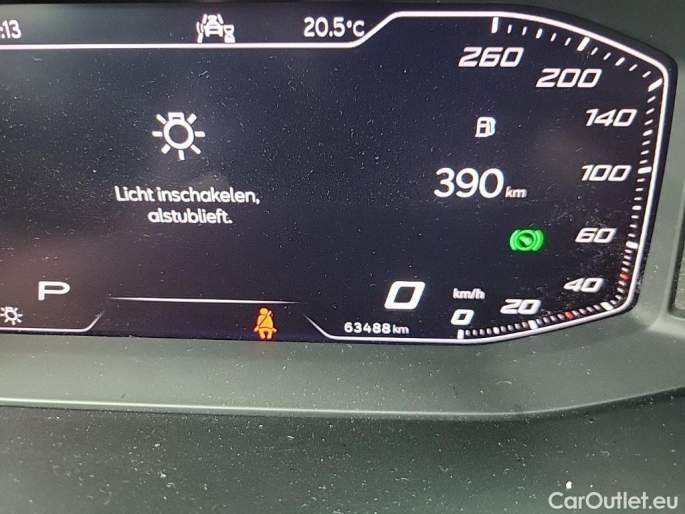 :13
20.5°C
260
200
140
100
60
40
20
0
Licht inschakelen,
alstublieft.
390 km
P
0 km/h
63488 km
CarOutlet.eu